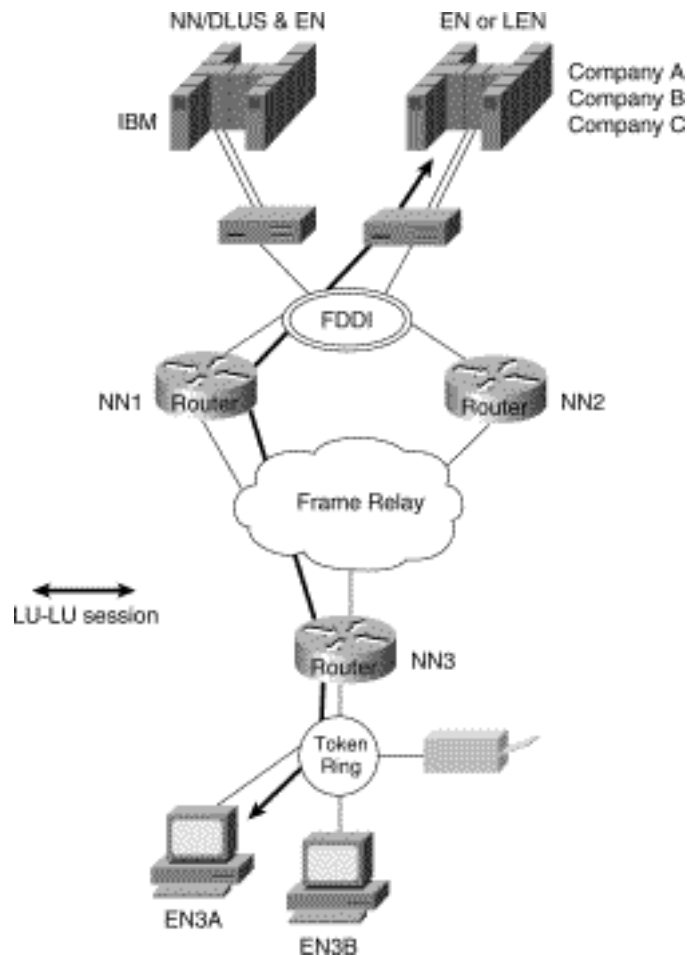 NN/DLUS & EN
EN or LEN
Company A
Company B
Company C
IBM
FDDI
NN1
Router
Router
NN2
Frame Relay
LU-LU session
Router
NN3
Token
Ring
EN3A
EN3B